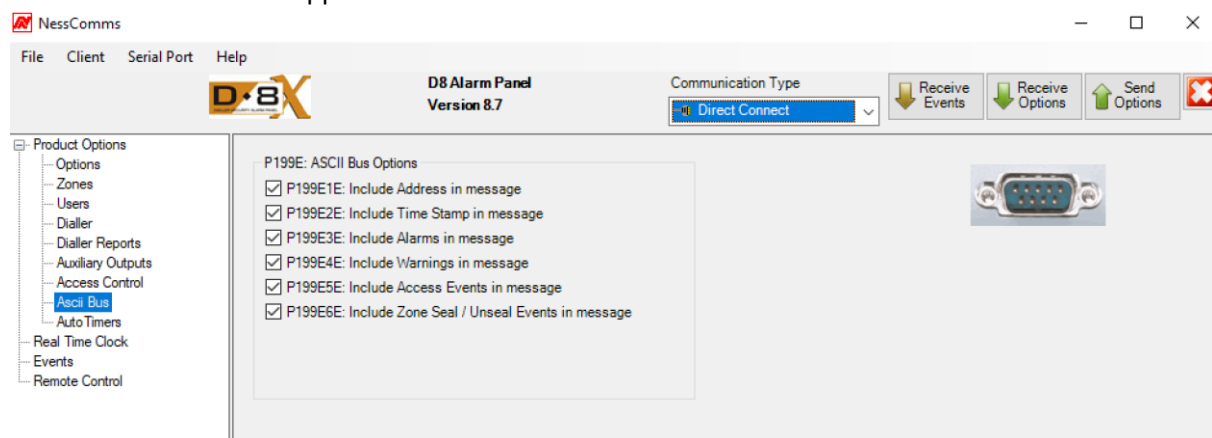 NessComms
File Client Serial Port Help
D8X
D8 Alarm Panel
Version 8.7
Communication Type
Direct Connect
Receive Events
Receive Options
Send Options
Product Options
Options
Zones
Users
Dialler
Dialler Reports
Auxiliary Outputs
Access Control
Ascii Bus
Auto Timers
Real Time Clock
Events
Remote Control
P199E: ASCII Bus Options
P199E1E: Include Address in message
P199E2E: Include Time Stamp in message
P199E3E: Include Alarms in message
P199E4E: Include Warnings in message
P199E5E: Include Access Events in message
P199E6E: Include Zone Seal / Unseal Events in message